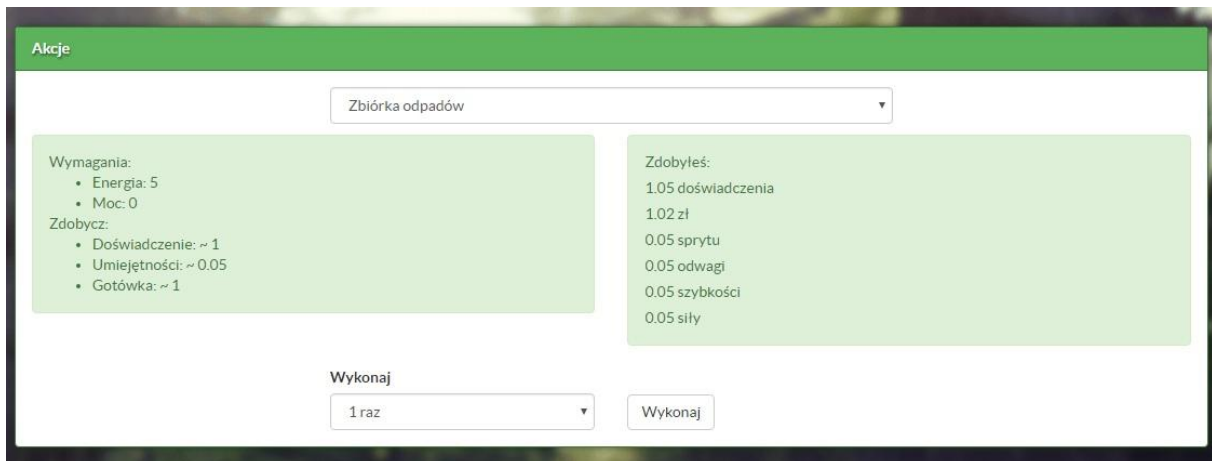 Akcje
Zbiórka odpadów
Wymagania:
• Energia: 5
• Moc: 0
Zdobycz:
• Doświadczenie: ~ 1
• Umiejętności: ~ 0.05
• Gotówka: ~ 1
Zdobyłeś:
1.05 doświadczenia
1.02 zł
0.05 sprytu
0.05 odwagi
0.05 szybkości
0.05 siły
Wykonaj
1 raz
Wykonaj